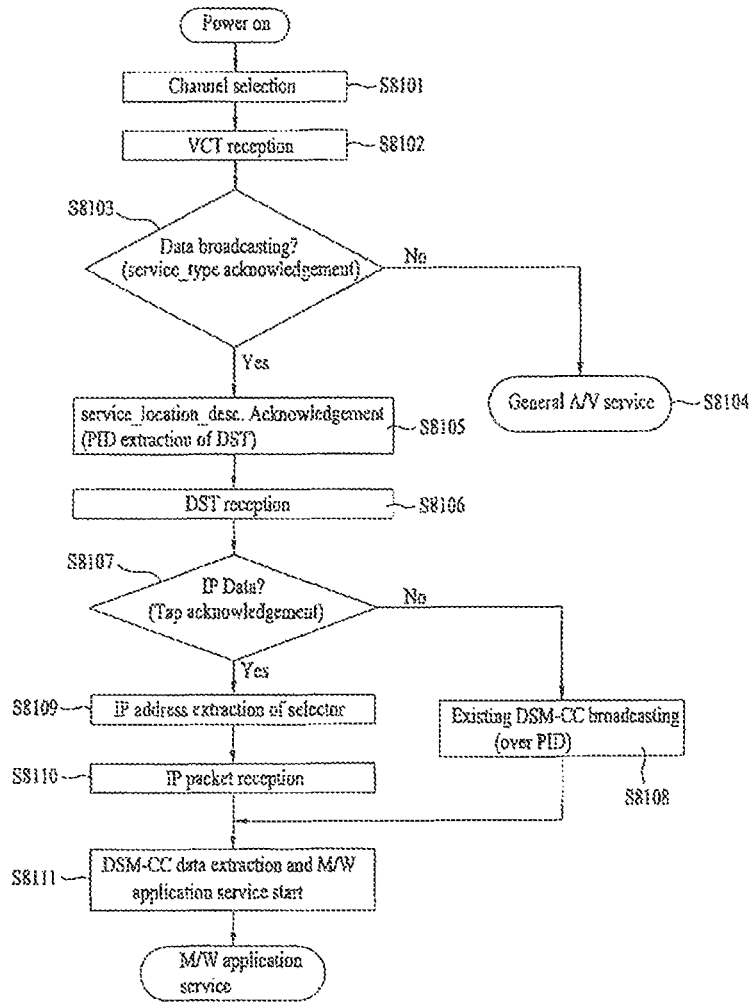 Power on
Channel selection
S8101
VCT reception
S8102
S8103
Data broadcasting?
(service_type acknowledgement)
No
Yes
General A/V service
S8104
service_location_desc. Acknowledgement
(PID extraction of DST)
S8105
DST reception
S8106
S8107
IP Data?
(Tap acknowledgement)
No
Yes
S8109
IP address extraction of selector
Existing DSM-CC broadcasting
(over PID)
S8108
S8110
IP packet reception
S8111
DSM-CC data extraction and M/W
application service start
M/W application
service